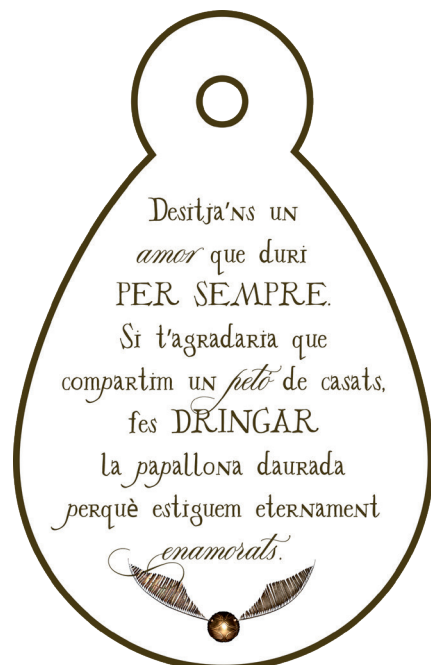 Desitja'ns un
amor que duri
PER SEMPRE.
Si t'agradaria que
compartim un petó de casats,
fes DRINGAR
la papallona daurada
perquè estiguem eternament
enamorats.